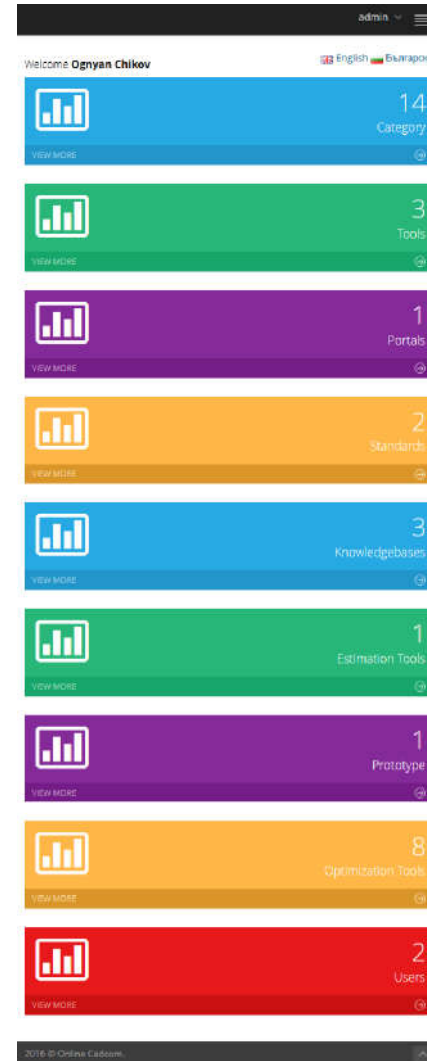 admin
Welcome Ognyan Chikov
English Българск
14
Category
VIEW MORE
3
Tools
VIEW MORE
1
Portals
VIEW MORE
2
Standards
VIEW MORE
3
Knowledgebases
VIEW MORE
1
Estimation Tools
VIEW MORE
1
Prototype
VIEW MORE
8
Optimization Tools
VIEW MORE
2
Users
VIEW MORE
2016 © Online Cadcom.